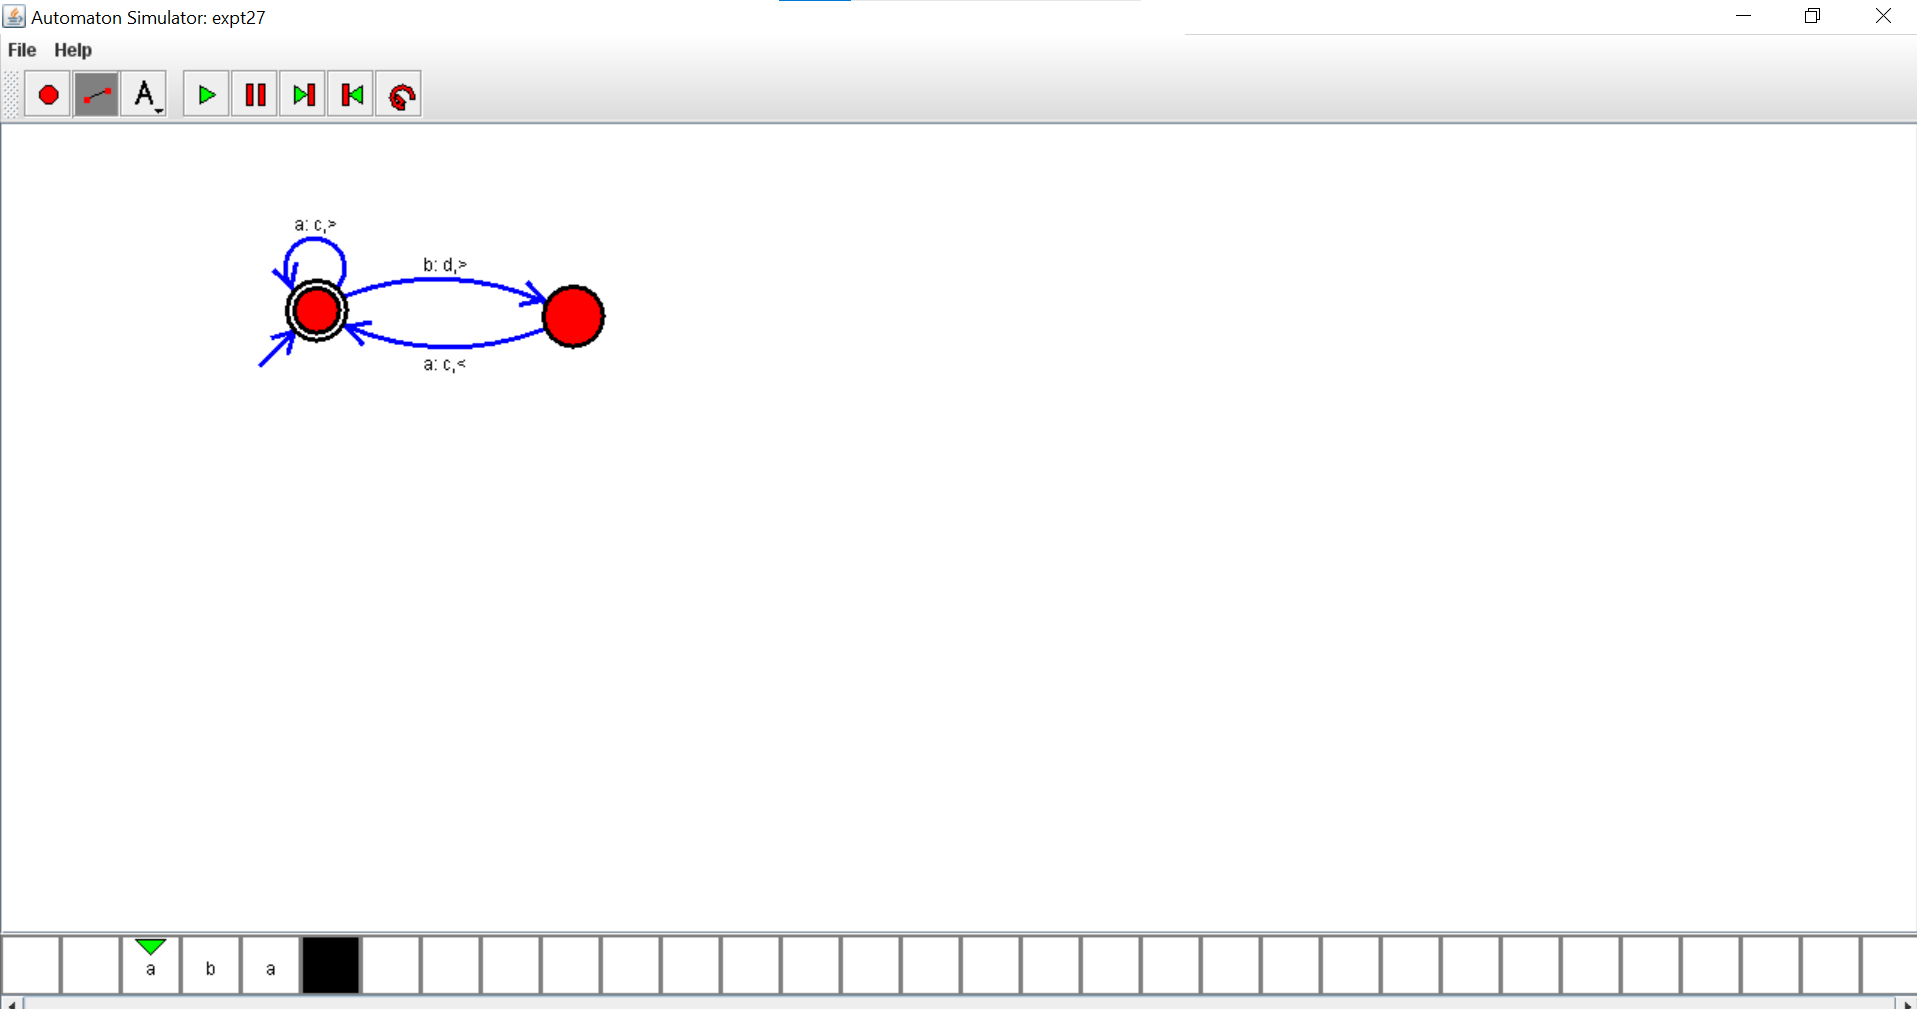 Automaton Simulator: expt27
File Help
A
a: c,>
b: d,>
a: c,<
a b a